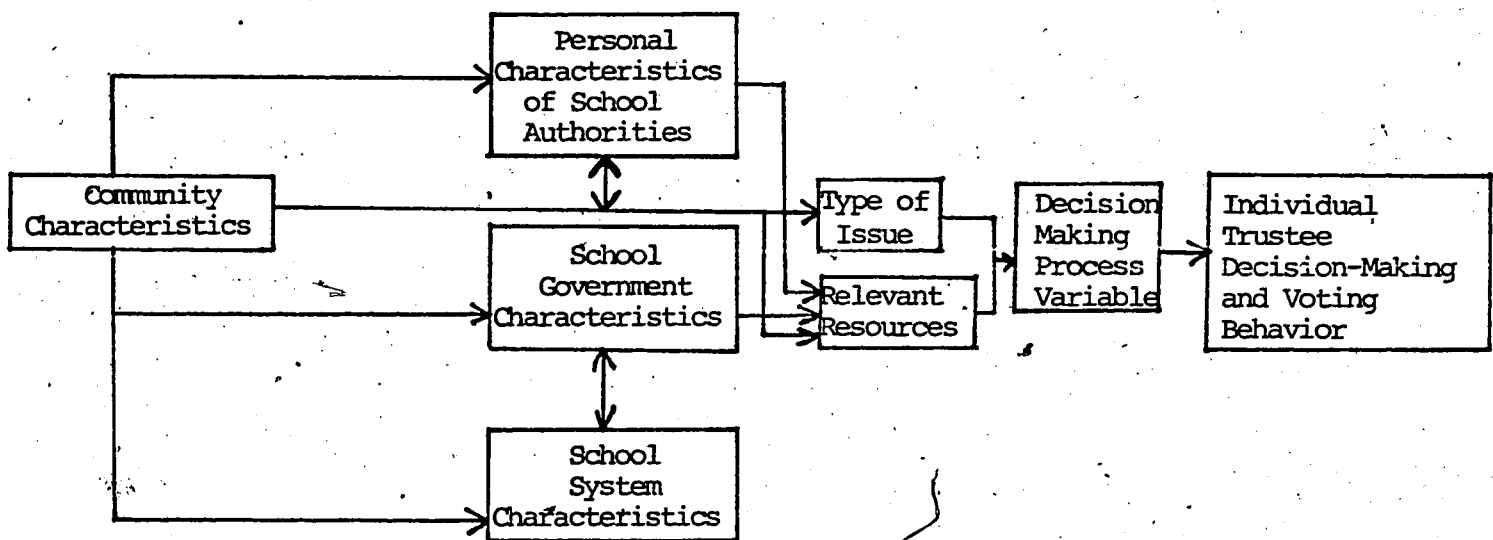 Personal
Characteristics
of School
Authorities
Community
Characteristics
School
Government
Characteristics
School
System
Characteristics
Type of
Issue
Relevant
Resources
Decision
Making
Process
Variable
Individual
Trustee
Decision-Making
and Voting
Behavior